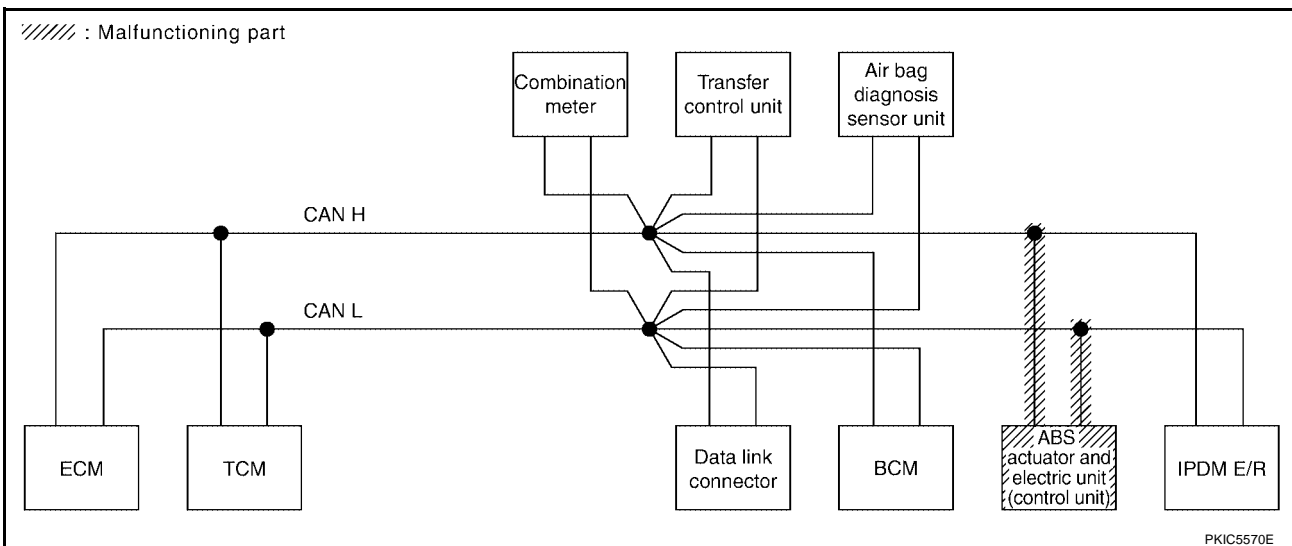 : Malfunctioning part
Combination
meter
Transfer
control unit
Air bag
diagnosis
sensor unit
CAN H
CAN L
ECM
TCM
Data link
connector
BCM
ABS
actuator and
electric unit
(control unit)
IPDM E/R
PKIC5570E